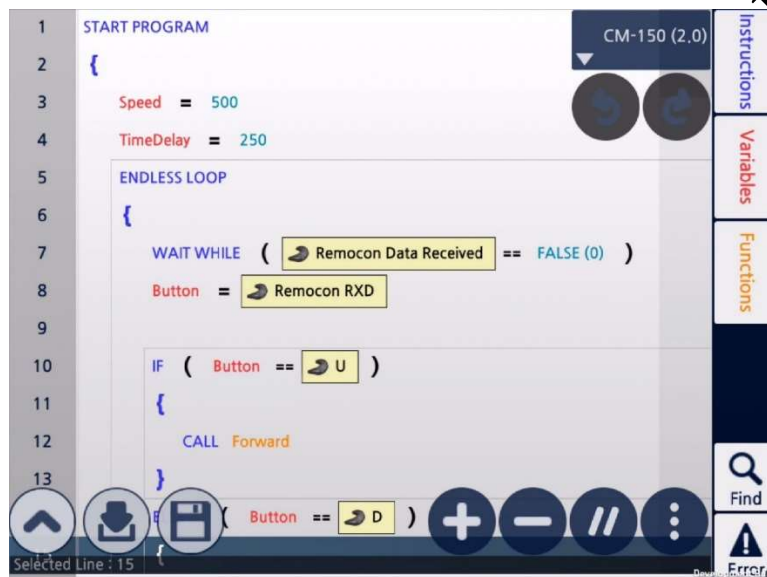 1 START PROGRAM
CM-150 (2.0)
2 {
3 Speed = 500
4 TimeDelay = 250
5 ENDLESS LOOP
6 {
7 WAIT WHILE ( Remocon Data Received == FALSE (0) )
8 Button = Remocon RXD
9
10 IF ( Button == U )
11 {
12 CALL Forward
13 }
( Button == D )
Selected Line : 15 {
Instructions
Variables
Functions
Find
Error